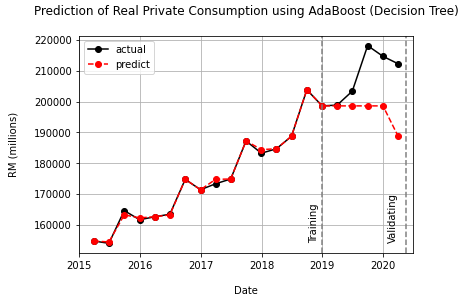 Prediction of Real Private Consumption using AdaBoost (Decision Tree)
220000
210000
200000
190000
180000
170000
160000
RM (millions)
actual
predict
Training
Validating
2015
2016
2017
2018
2019
2020
Date